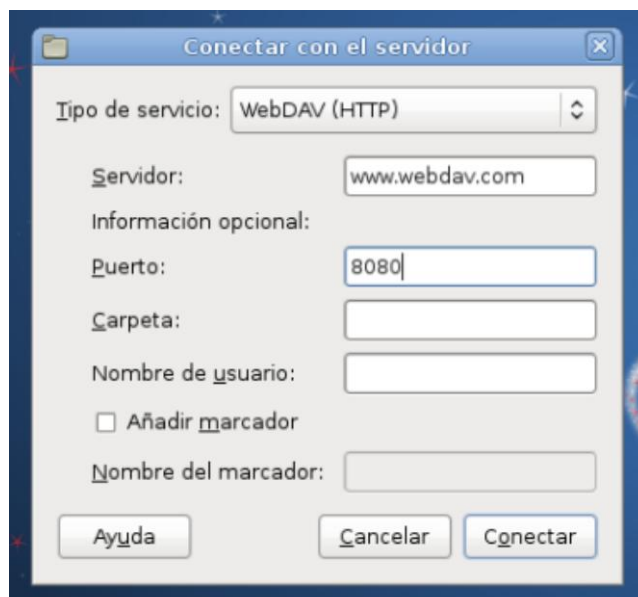 Conectar con el servidor
Tipo de servicio: WebDAV (HTTP)
Servidor: www.webdav.com
Información opcional:
Puerto: 8080
Carpeta:
Nombre de usuario:
Añadir marcador
Nombre del marcador:
Ayuda Cancelar Conectar